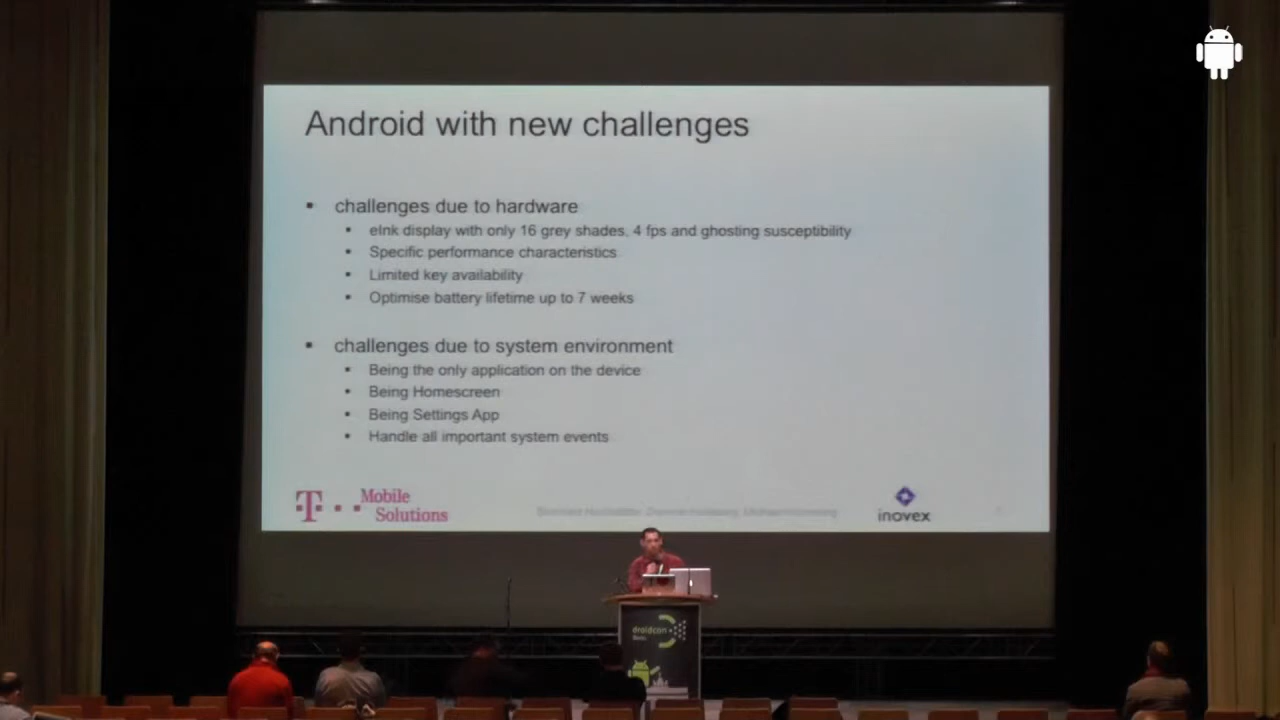 Android with new challenges
challenges due to hardware
eInk display with only 16 grey shades, 4 fps and ghosting susceptibility
Specific performance characteristics
Limited key availability
Optimise battery lifetime up to 7 weeks
challenges due to system environment
Being the only application on the device
Being Homescreen
Being Settings App
Handle all important system events
T Mobile
Solutions
inovex
droidcon